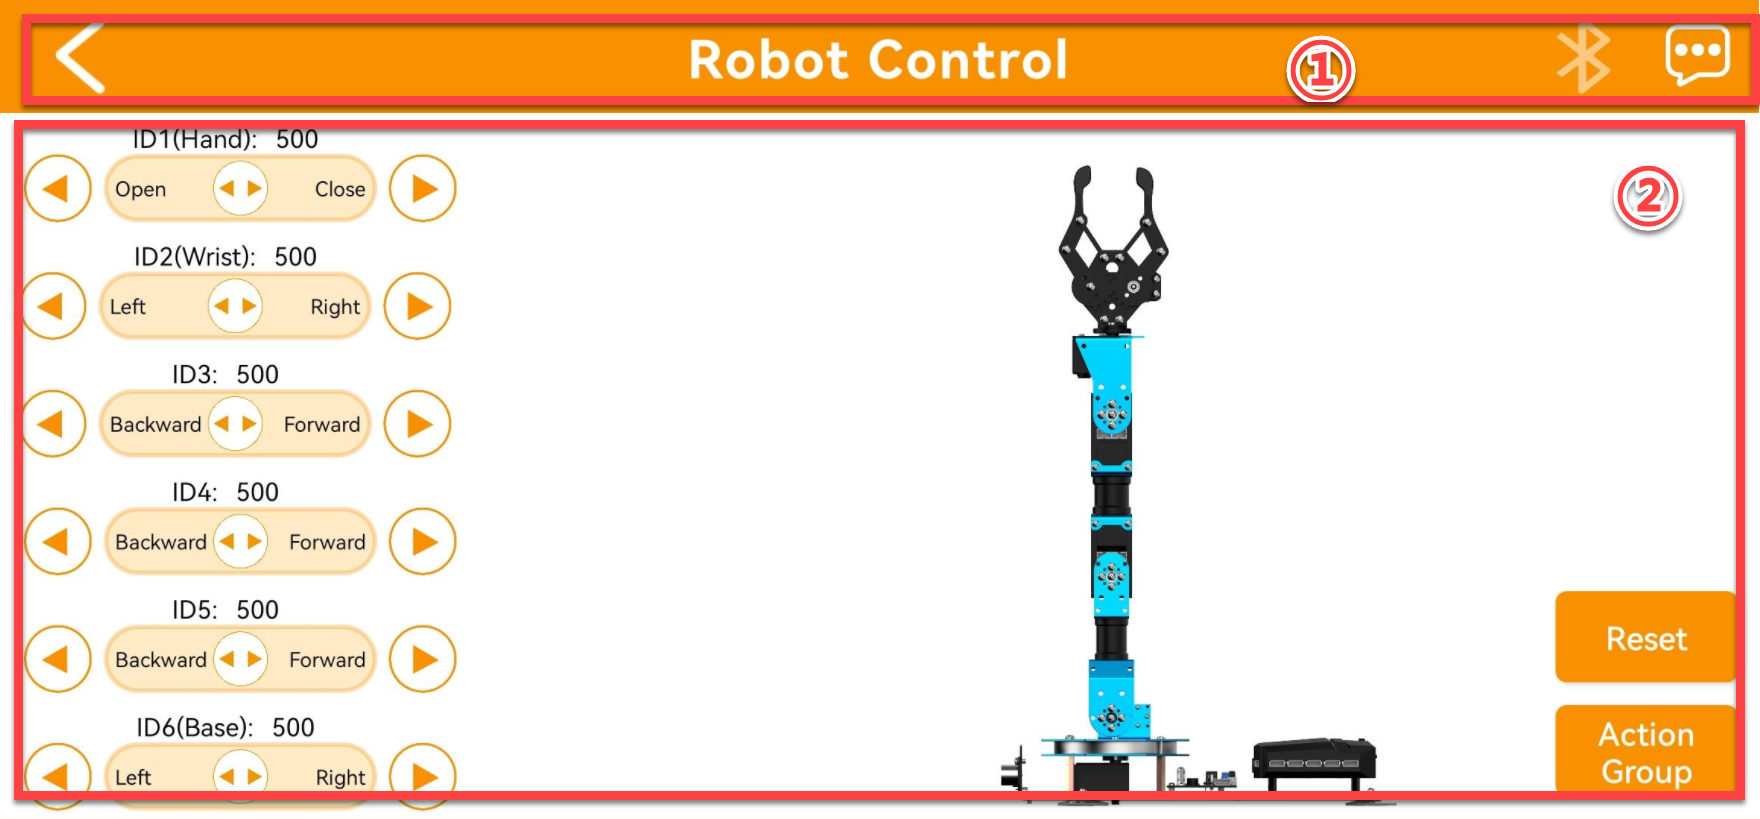 Robot Control
①
②
ID1(Hand): 500
Open Close
ID2(Wrist): 500
Left Right
ID3: 500
Backward Forward
ID4: 500
Backward Forward
ID5: 500
Backward Forward
ID6(Base): 500
Left Right
Reset
Action
Group